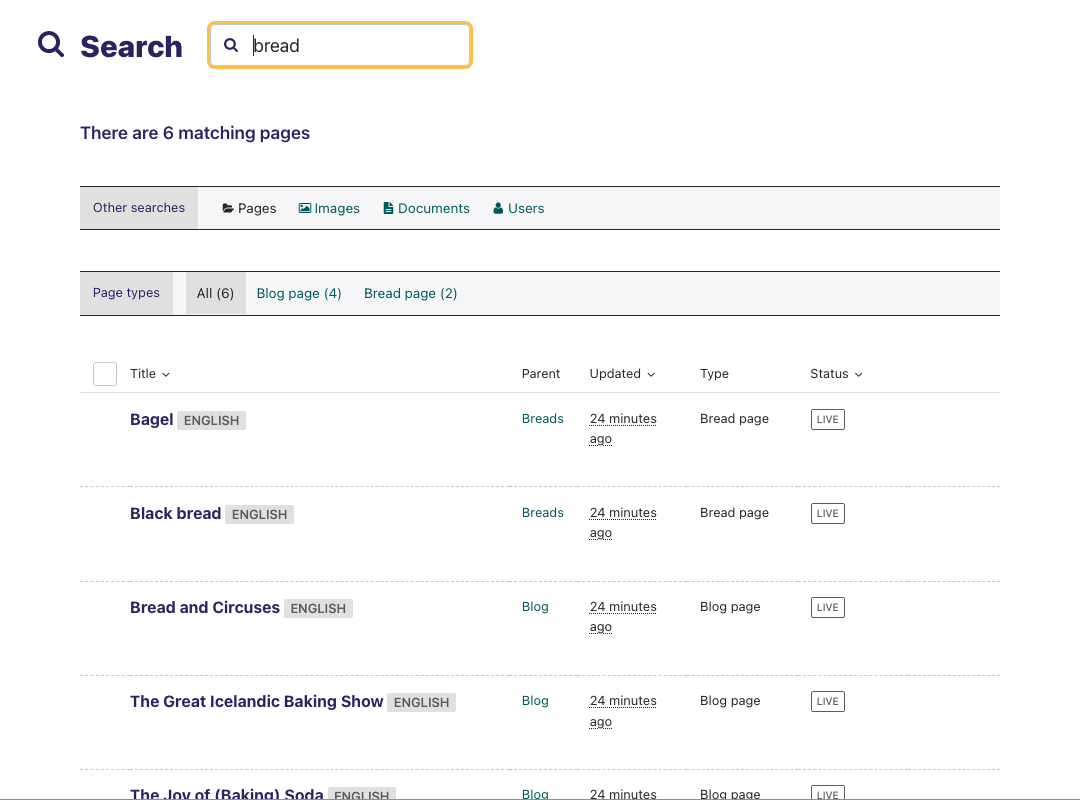 Search
bread
There are 6 matching pages
Other searches Pages Images Documents Users
Page types All (6) Blog page (4) Bread page (2)
Title Parent Updated Type Status
Bagel ENGLISH Breads 24 minutes ago Bread page LIVE
Black bread ENGLISH Breads 24 minutes ago Bread page LIVE
Bread and Circuses ENGLISH Blog 24 minutes ago Blog page LIVE
The Great Icelandic Baking Show ENGLISH Blog 24 minutes ago Blog page LIVE
The Joy of (Baking) Soda ENGLISH Blog 24 minutes Blog page LIVE